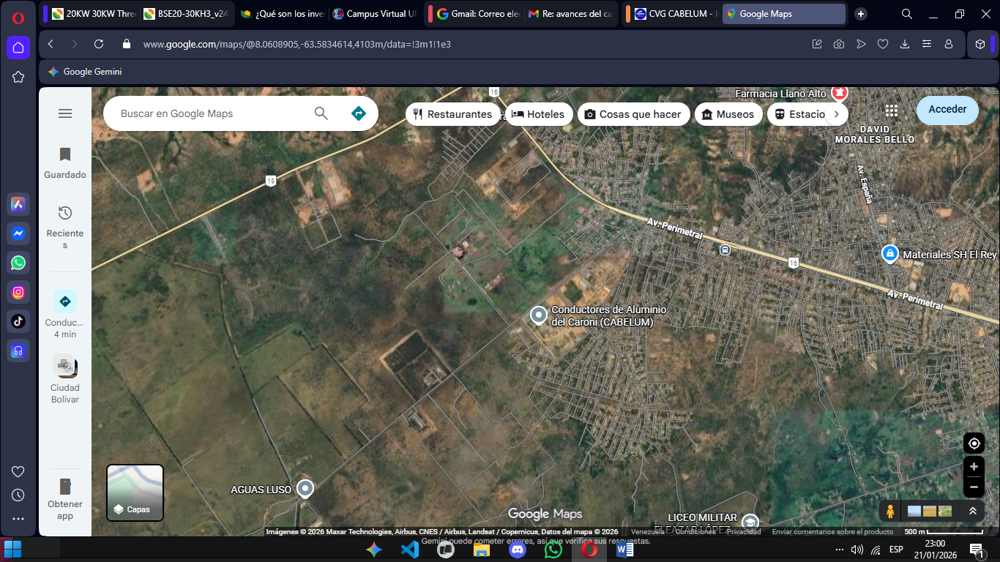 20KW 30KW Three
BSE20-30KH3_v24
¿Qué son los inver
Campus Virtual UF
Gmail: Correo elec
Re: avances del ca
CVG CABELUM - I
Google Maps
www.google.com/maps/@8.0608905,-63.5834614,4103m/data=!3m1!1e3
Google Gemini
Buscar en Google Maps
Restaurantes
Hoteles
Cosas que hacer
Museos
Estacio
Acceder
Guardado
Reciente
s
Conduc...
4 min
2
Ciudad
Bolívar
Obtener
app
16
Farmacia Llano Alto
DAVID
MORALES BELLO
Av. España
19
Av. Perimetral
16
Materiales SH El Rey
Av. Perimetral
Conductores de Aluminio
del Caroni (CABELUM)
AGUAS LUSO
Capas
Google Maps
LICEO MILITAR
ELEAZAR LÓPEZ
Imágenes © 2026 Maxar Technologies, Airbus, CNES / Airbus, Landsat / Copernicus, Datos del mapa © 2026
Venezuela
Condiciones
Privacidad
Enviar comentarios sobre el producto
500 m
Gemini puede cometer errores, así que verifica sus respuestas.
ESP
23:00
21/01/2026
1